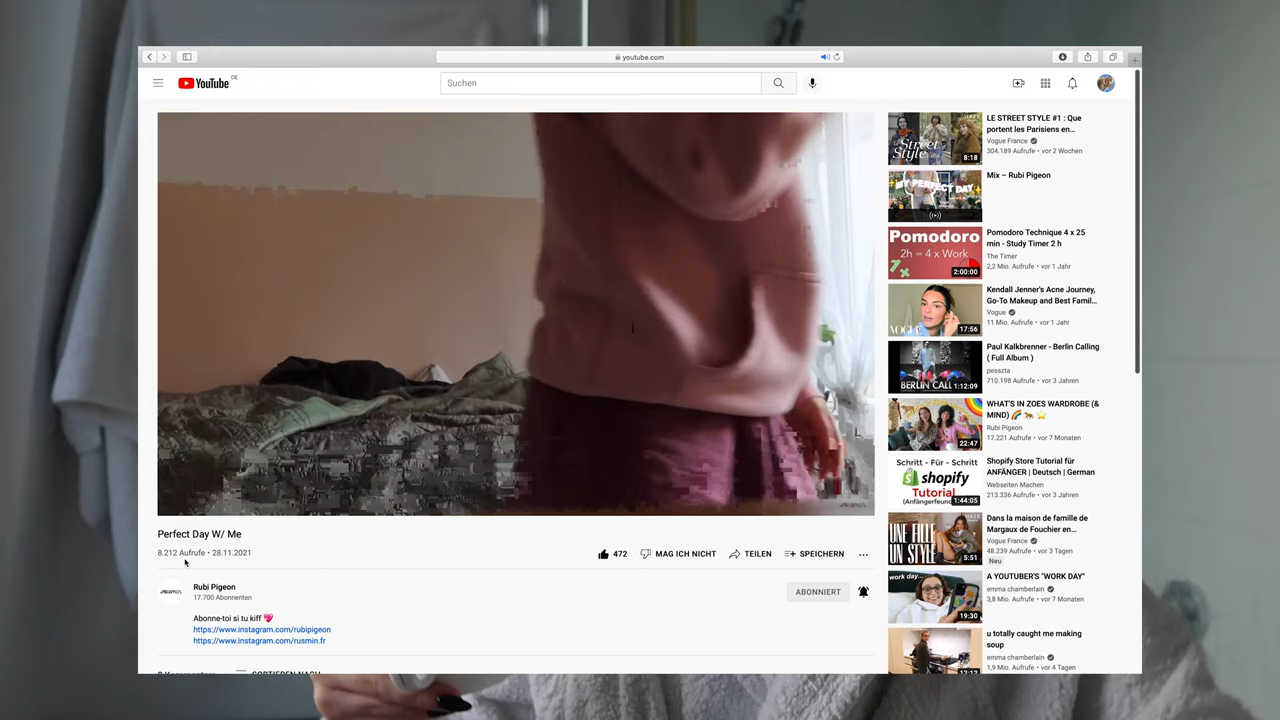 youtube.com
YouTube DE
Suchen
LE STREET STYLE #1 : Que
portent les Parisiens en…
Vogue France
304.189 Aufrufe • vor 2 Wochen
Street
Style
8:18
Mix – Rubi Pigeon
MY PERFECT DAY
Pomodoro Technique 4 x 25
min - Study Timer 2 h
The Timer
2,2 Mio. Aufrufe • vor 1 Jahr
Pomodoro
2h = 4 x Work
2:00:00
Kendall Jenner's Acne Journey,
Go-To Makeup and Best Famil…
Vogue
11 Mio. Aufrufe • vor 1 Jahr
VOGUE
17:56
Paul Kalkbrenner - Berlin Calling
( Full Album )
pesszta
710.198 Aufrufe • vor 3 Jahren
BERLIN CALL
1:12:09
WHAT'S IN ZOES WARDROBE (&
MIND) 🌈 🐅 ⭐
Rubi Pigeon
17.221 Aufrufe • vor 7 Monaten
22:47
Shopify Store Tutorial für
ANFÄNGER | Deutsch | German
Webseiten Machen
213.336 Aufrufe • vor 3 Jahren
Schritt - Für - Schritt
shopify
Tutorial
1:44:05
Dans la maison de famille de
Margaux de Fouchier en…
Vogue France
48.239 Aufrufe • vor 3 Tagen
Neu
UNE FILLE
UN STYLE
5:51
A YOUTUBER'S "WORK DAY"
emma chamberlain
3,8 Mio. Aufrufe • vor 7 Monaten
work day...
19:30
u totally caught me making
soup
emma chamberlain
1,9 Mio. Aufrufe • vor 4 Tagen
12:12
Perfect Day W/ Me
8.212 Aufrufe • 28.11.2021
472 MAG ICH NICHT TEILEN SPEICHERN
Rubi Pigeon
17.700 Abonnenten
ABONNIERT
Abonne-toi si tu kiff 💖
https://www.instagram.com/rubipigeon
https://www.instagram.com/rusmin.fr